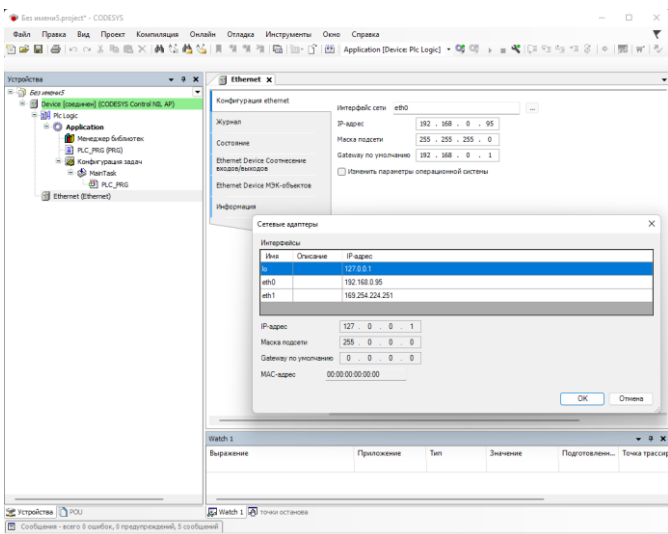 Без имени5.project* - CODESYS
Файл Правка Вид Проект Компиляция Онлайн Отладка Инструменты Окно Справка
Application [Device: Plc Logic]
Устройства
Без имени5
Device [соединен] (CODESYS Control NIL AP)
Plc Logic
Application
Менеджер библиотек
PLC_PRG (PRG)
Конфигурация задач
MainTask
PLC_PRG
Ethernet (Ethernet)
Ethernet
Конфигурация ethernet
Журнал
Состояние
Ethernet Device Соотнесение входов/выходов
Ethernet Device МЭК-объектов
Информация
Интерфейс сети eth0 ...
IP-адрес 192 . 168 . 0 . 95
Маска подсети 255 . 255 . 255 . 0
Gateway по умолчанию 192 . 168 . 0 . 1
Изменить параметры операционной системы
Сетевые адаптеры
Интерфейсы
Имя Описание IP-адрес
lo 127.0.0.1
eth0 192.168.0.95
eth1 169.254.224.251
IP-адрес 127 . 0 . 0 . 1
Маска подсети 255 . 0 . 0 . 0
Gateway по умолчанию 0 . 0 . 0 . 0
MAC-адрес 00:00:00:00:00:00
OK Отмена
Watch 1
Выражение Приложение Тип Значение Подготовленн... Точка трассир
Устройства POU
Watch 1 точки останова
Сообщения - всего 0 ошибок, 0 предупреждений, 5 сообщений